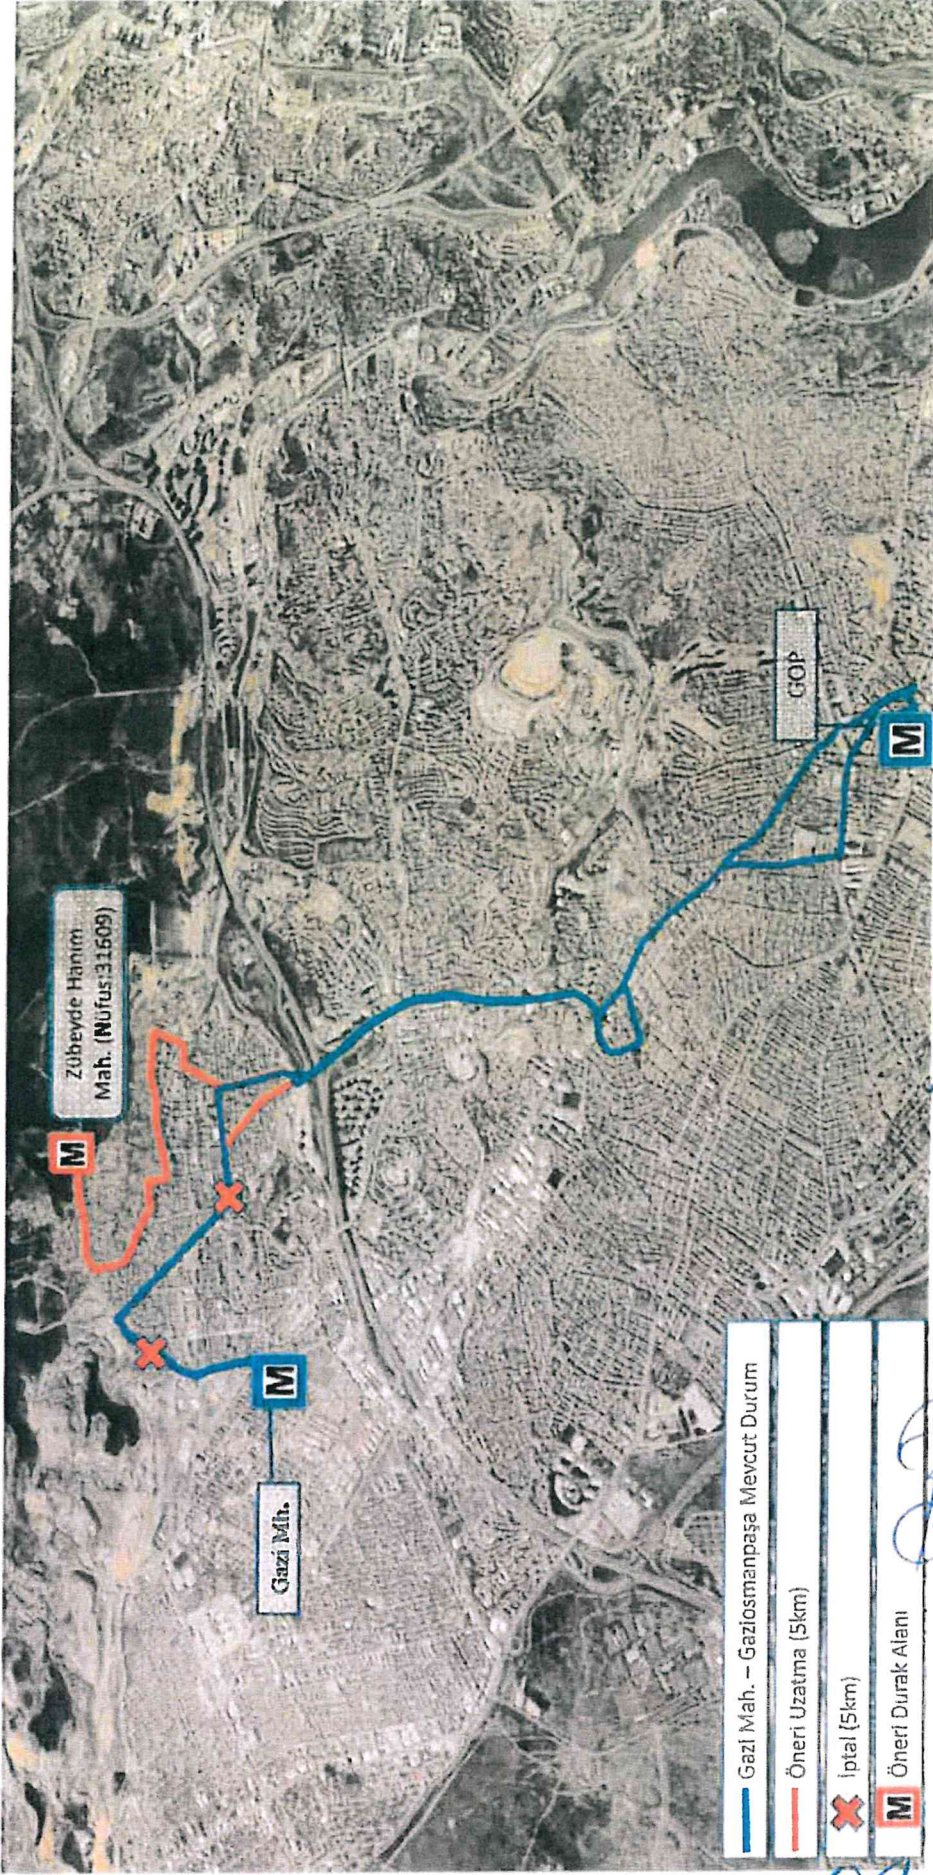 Zübeyde Hanım
Mah. (Nüfus:31609)
M
M
Gazi Mh.
GOP
M
Gazi Mah. – Gaziosmanpaşa Mevcut Durum
Öneri Uzatma (5km)
İptal (5km)
M Öneri Durak Alanı